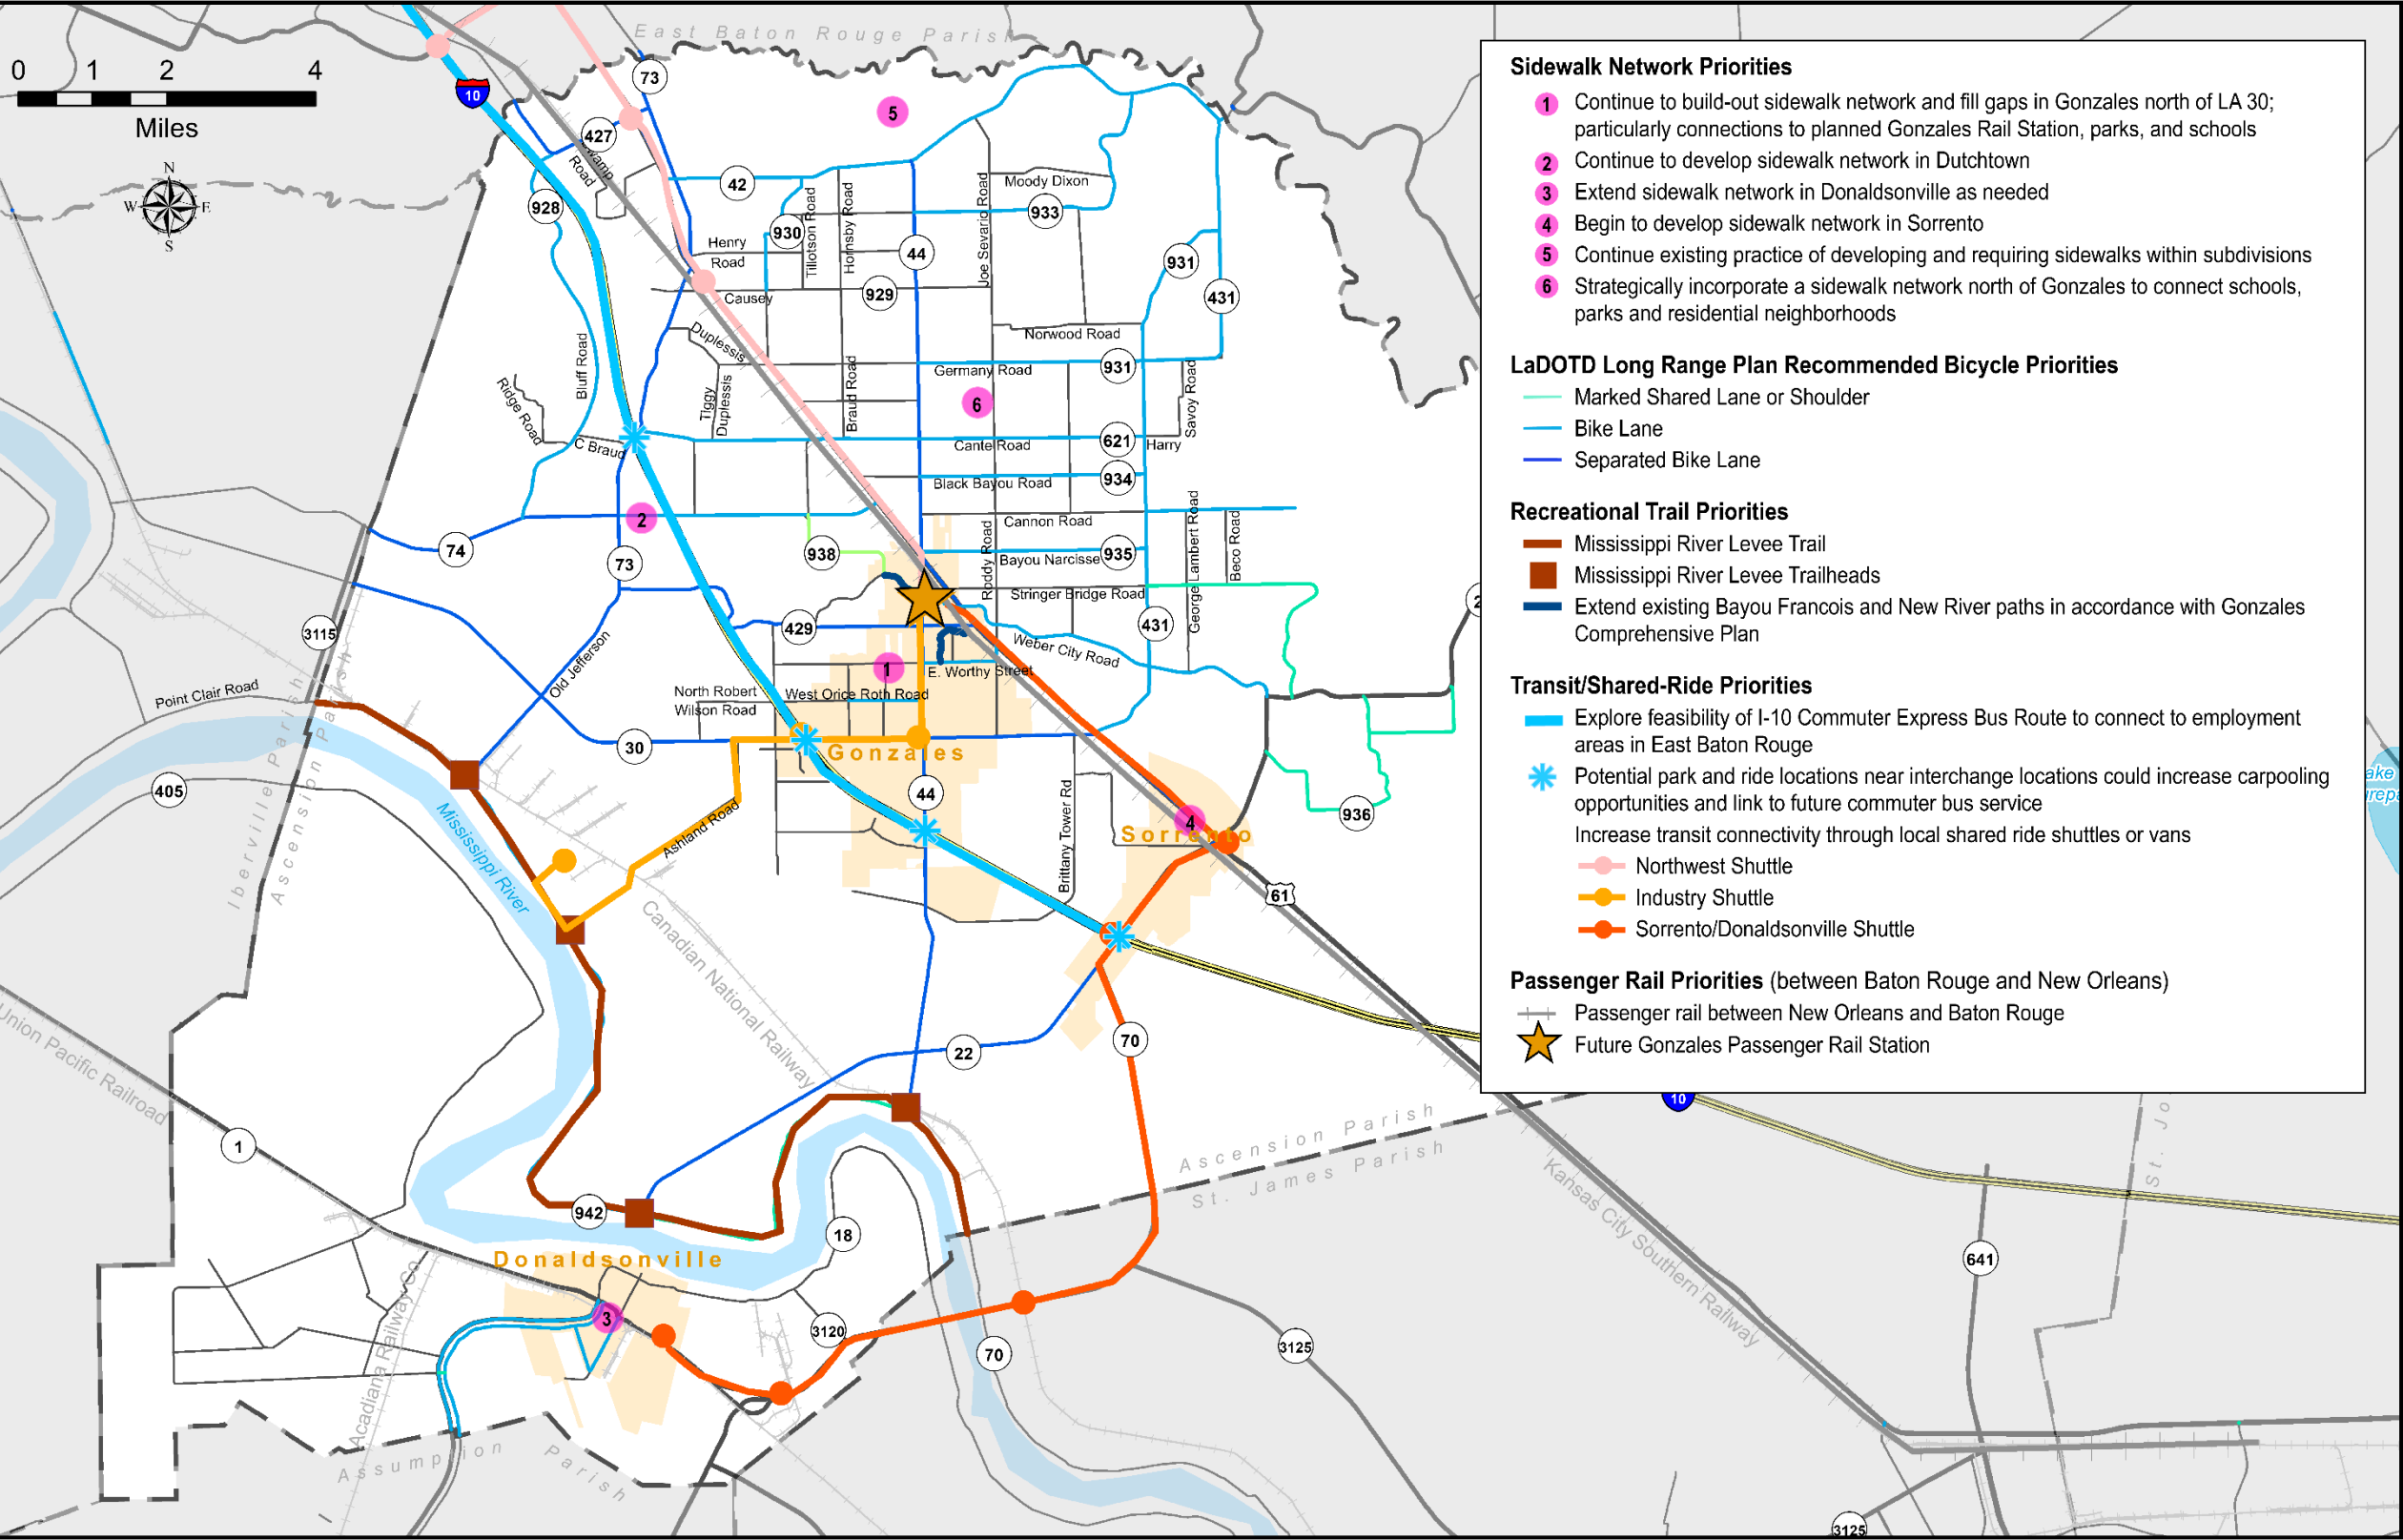 East Baton Rouge Parish
0 1 2 4
Miles
N
W E
S
10
73
427
Swamp
Road
928
42
5
Moody Dixon
933
930
Tillotson Road
Hornsby Road
Joe Sevario Road
44
Henry
Road
929
Causey
931
431
Norwood Road
Duplessis
Bluff Road
Ridge Road
C Braud
Tiggy
Duplessis
Braud Road
Germany Road
931
6
Savoy Road
Cante Road
621
Harry
Black Bayou Road
934
2
74
73
938
Cannon Road
Roddy Road
Bayou Narcisse
935
George Lambert Road
Beco Road
Stringer Bridge Road
3115
429
431
Weber City Road
Old Jefferson
1
E. Worthy Street
North Robert
Wilson Road
West Orice Roth Road
Point Clair Road
30
Gonzales
Iberville Parish
Ascension Parish
405
44
Mississippi River
Ashland Road
Brittany Tower Rd
4
Sorrento
936
61
Canadian National Railway
Union Pacific Railroad
22
70
1
942
18
Ascension Parish
St. James Parish
Donaldsonville
3
3120
70
3125
Acadiana Railway Co
Assumption Parish
Kansas City Southern Railway
641
10
3125
Sidewalk Network Priorities
1 Continue to build-out sidewalk network and fill gaps in Gonzales north of LA 30;
particularly connections to planned Gonzales Rail Station, parks, and schools
2 Continue to develop sidewalk network in Dutchtown
3 Extend sidewalk network in Donaldsonville as needed
4 Begin to develop sidewalk network in Sorrento
5 Continue existing practice of developing and requiring sidewalks within subdivisions
6 Strategically incorporate a sidewalk network north of Gonzales to connect schools,
parks and residential neighborhoods
LaDOTD Long Range Plan Recommended Bicycle Priorities
Marked Shared Lane or Shoulder
Bike Lane
Separated Bike Lane
Recreational Trail Priorities
Mississippi River Levee Trail
Mississippi River Levee Trailheads
Extend existing Bayou Francois and New River paths in accordance with Gonzales
Comprehensive Plan
Transit/Shared-Ride Priorities
Explore feasibility of I-10 Commuter Express Bus Route to connect to employment
areas in East Baton Rouge
Potential park and ride locations near interchange locations could increase carpooling
opportunities and link to future commuter bus service
Increase transit connectivity through local shared ride shuttles or vans
Northwest Shuttle
Industry Shuttle
Sorrento/Donaldsonville Shuttle
Passenger Rail Priorities (between Baton Rouge and New Orleans)
Passenger rail between New Orleans and Baton Rouge
Future Gonzales Passenger Rail Station